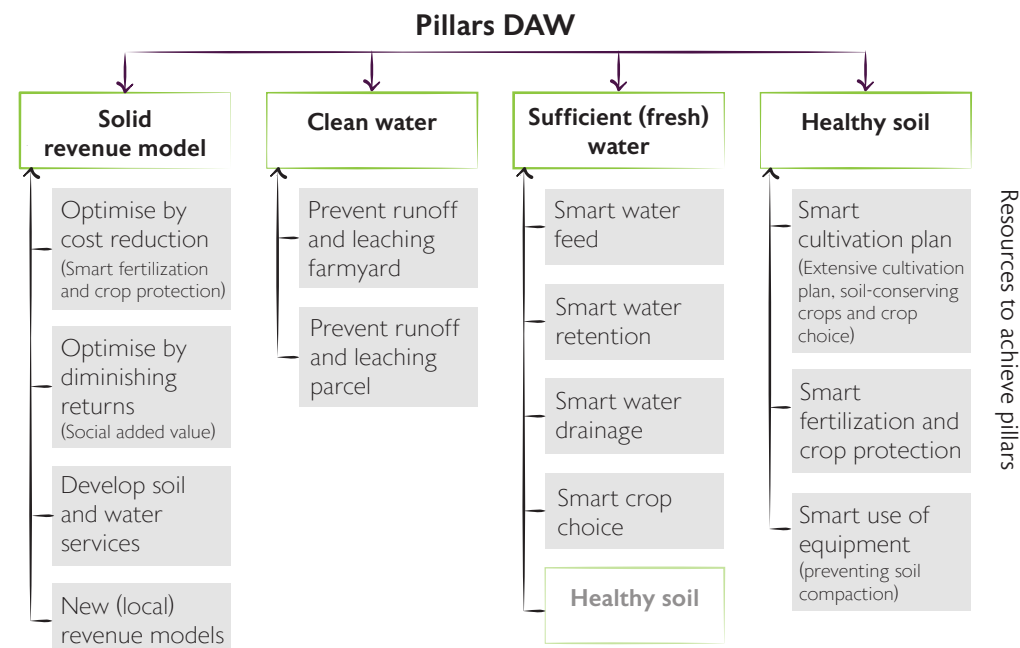 Pillars DAW
Solid
revenue model
Optimise by
cost reduction
(Smart fertilization
and crop protection)
Optimise by
diminishing
returns
(Social added value)
Develop soil
and water
services
New (local)
revenue models
Clean water
Prevent runoff
and leaching
farmyard
Prevent runoff
and leaching
parcel
Sufficient (fresh)
water
Smart water
feed
Smart water
retention
Smart water
drainage
Smart crop
choice
Healthy soil
Healthy soil
Smart
cultivation plan
(Extensive cultivation
plan, soil-conserving
crops and crop
choice)
Smart
fertilization and
crop protection
Smart use of
equipment
(preventing soil
compaction)
Resources to achieve pillars